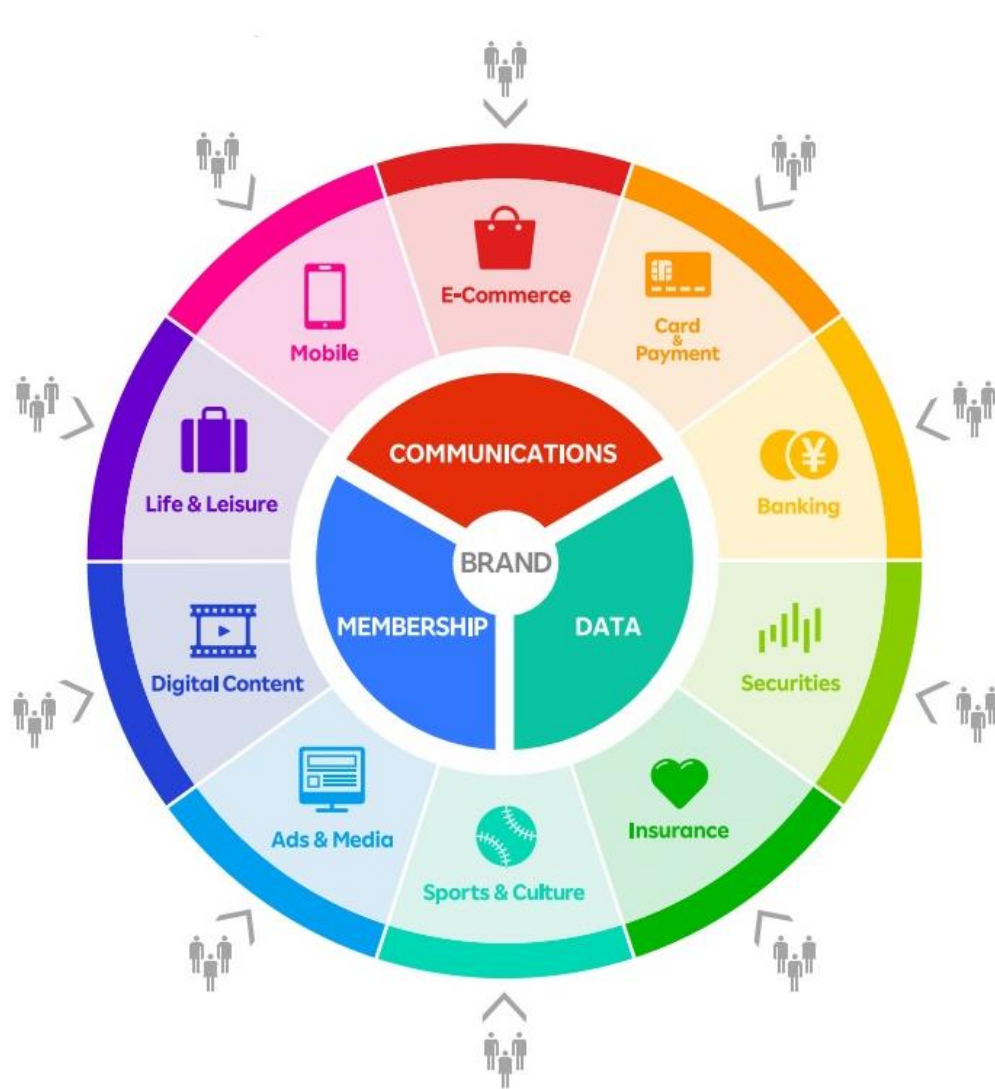 E-Commerce
Card
&
Payment
Banking
¥
Securities
Insurance
Sports & Culture
Ads & Media
Digital Content
Life & Leisure
Mobile
COMMUNICATIONS
BRAND
MEMBERSHIP
DATA